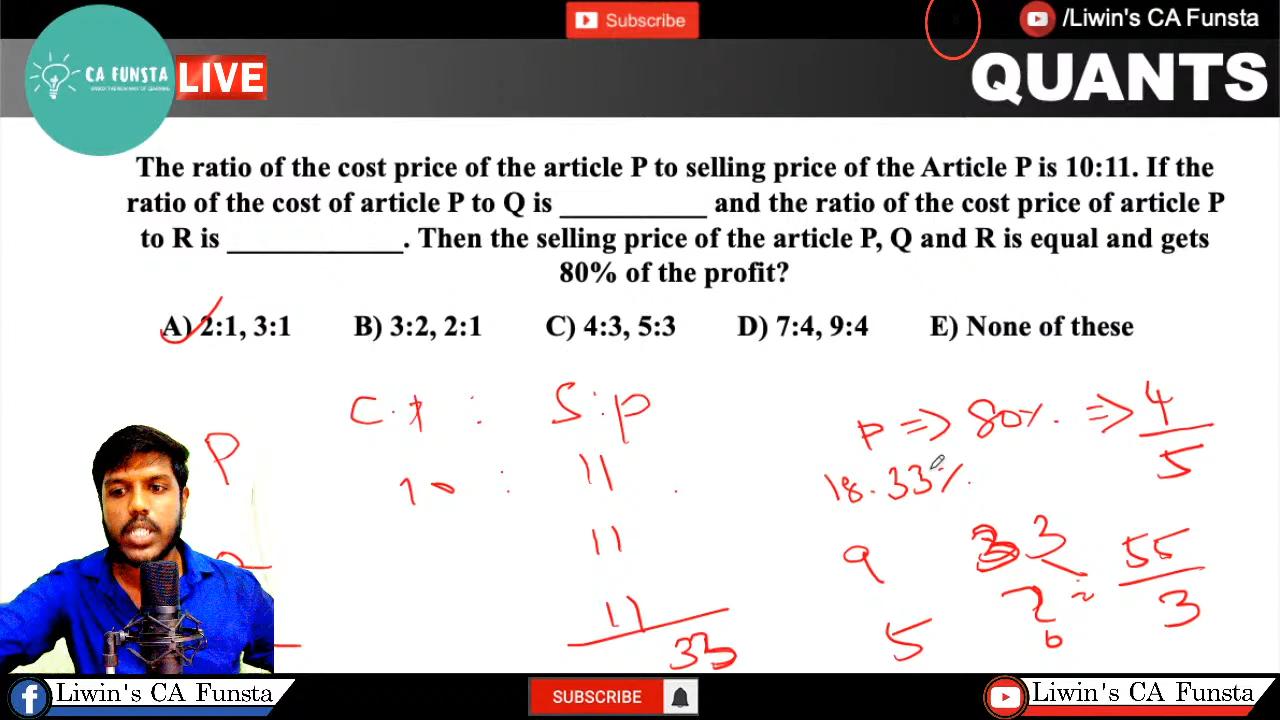 Subscribe
/Liwin's CA Funsta
CA FUNSTA
LIVE
QUANTS
The ratio of the cost price of the article P to selling price of the Article P is 10:11. If the
ratio of the cost of article P to Q is __________ and the ratio of the cost price of article P
to R is ____________. Then the selling price of the article P, Q and R is equal and gets
80% of the profit?
A) 2:1, 3:1 B) 3:2, 2:1 C) 4:3, 5:3 D) 7:4, 9:4 E) None of these
C.P : S.P
P => 80% => 4/5
P
10 : 11
18.33%
11
3
55/3
11
33
5
Liwin's CA Funsta
SUBSCRIBE
Liwin's CA Funsta